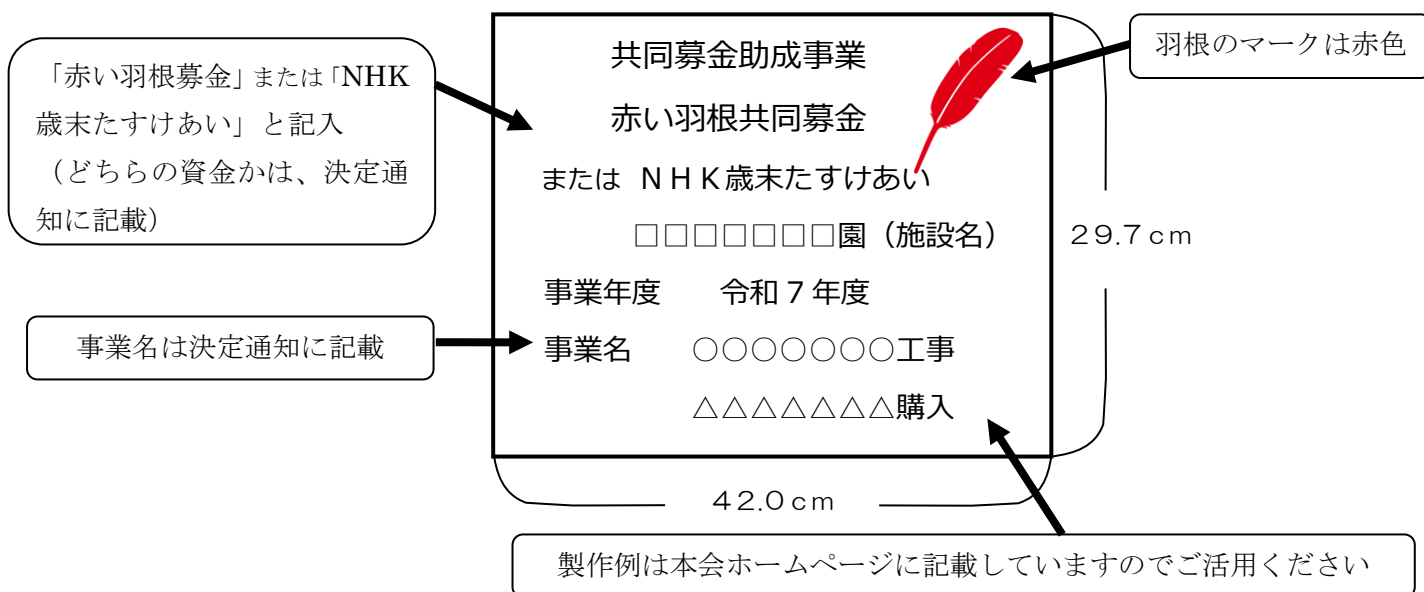 「赤い羽根募金」または「NHK
歳末たすけあい」と記入
（どちらの資金かは、決定通
知に記載）
事業名は決定通知に記載
共同募金助成事業
赤い羽根共同募金
または ＮＨＫ歳末たすけあい
□□□□□□□園（施設名）
事業年度　令和７年度
事業名　○○○○○○○工事
△△△△△△△購入
羽根のマークは赤色
２９.７ｃｍ
４２.０ｃｍ
製作例は本会ホームページに記載していますのでご活用ください